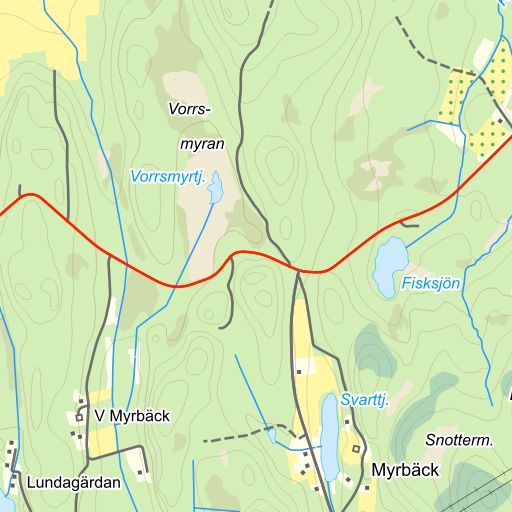 Vorrs-
myran
Vorrsmyrtj.
Fisksjön
Svarttj.
V Myrbäck
Snotterm.
Myrbäck
Lundagärdan